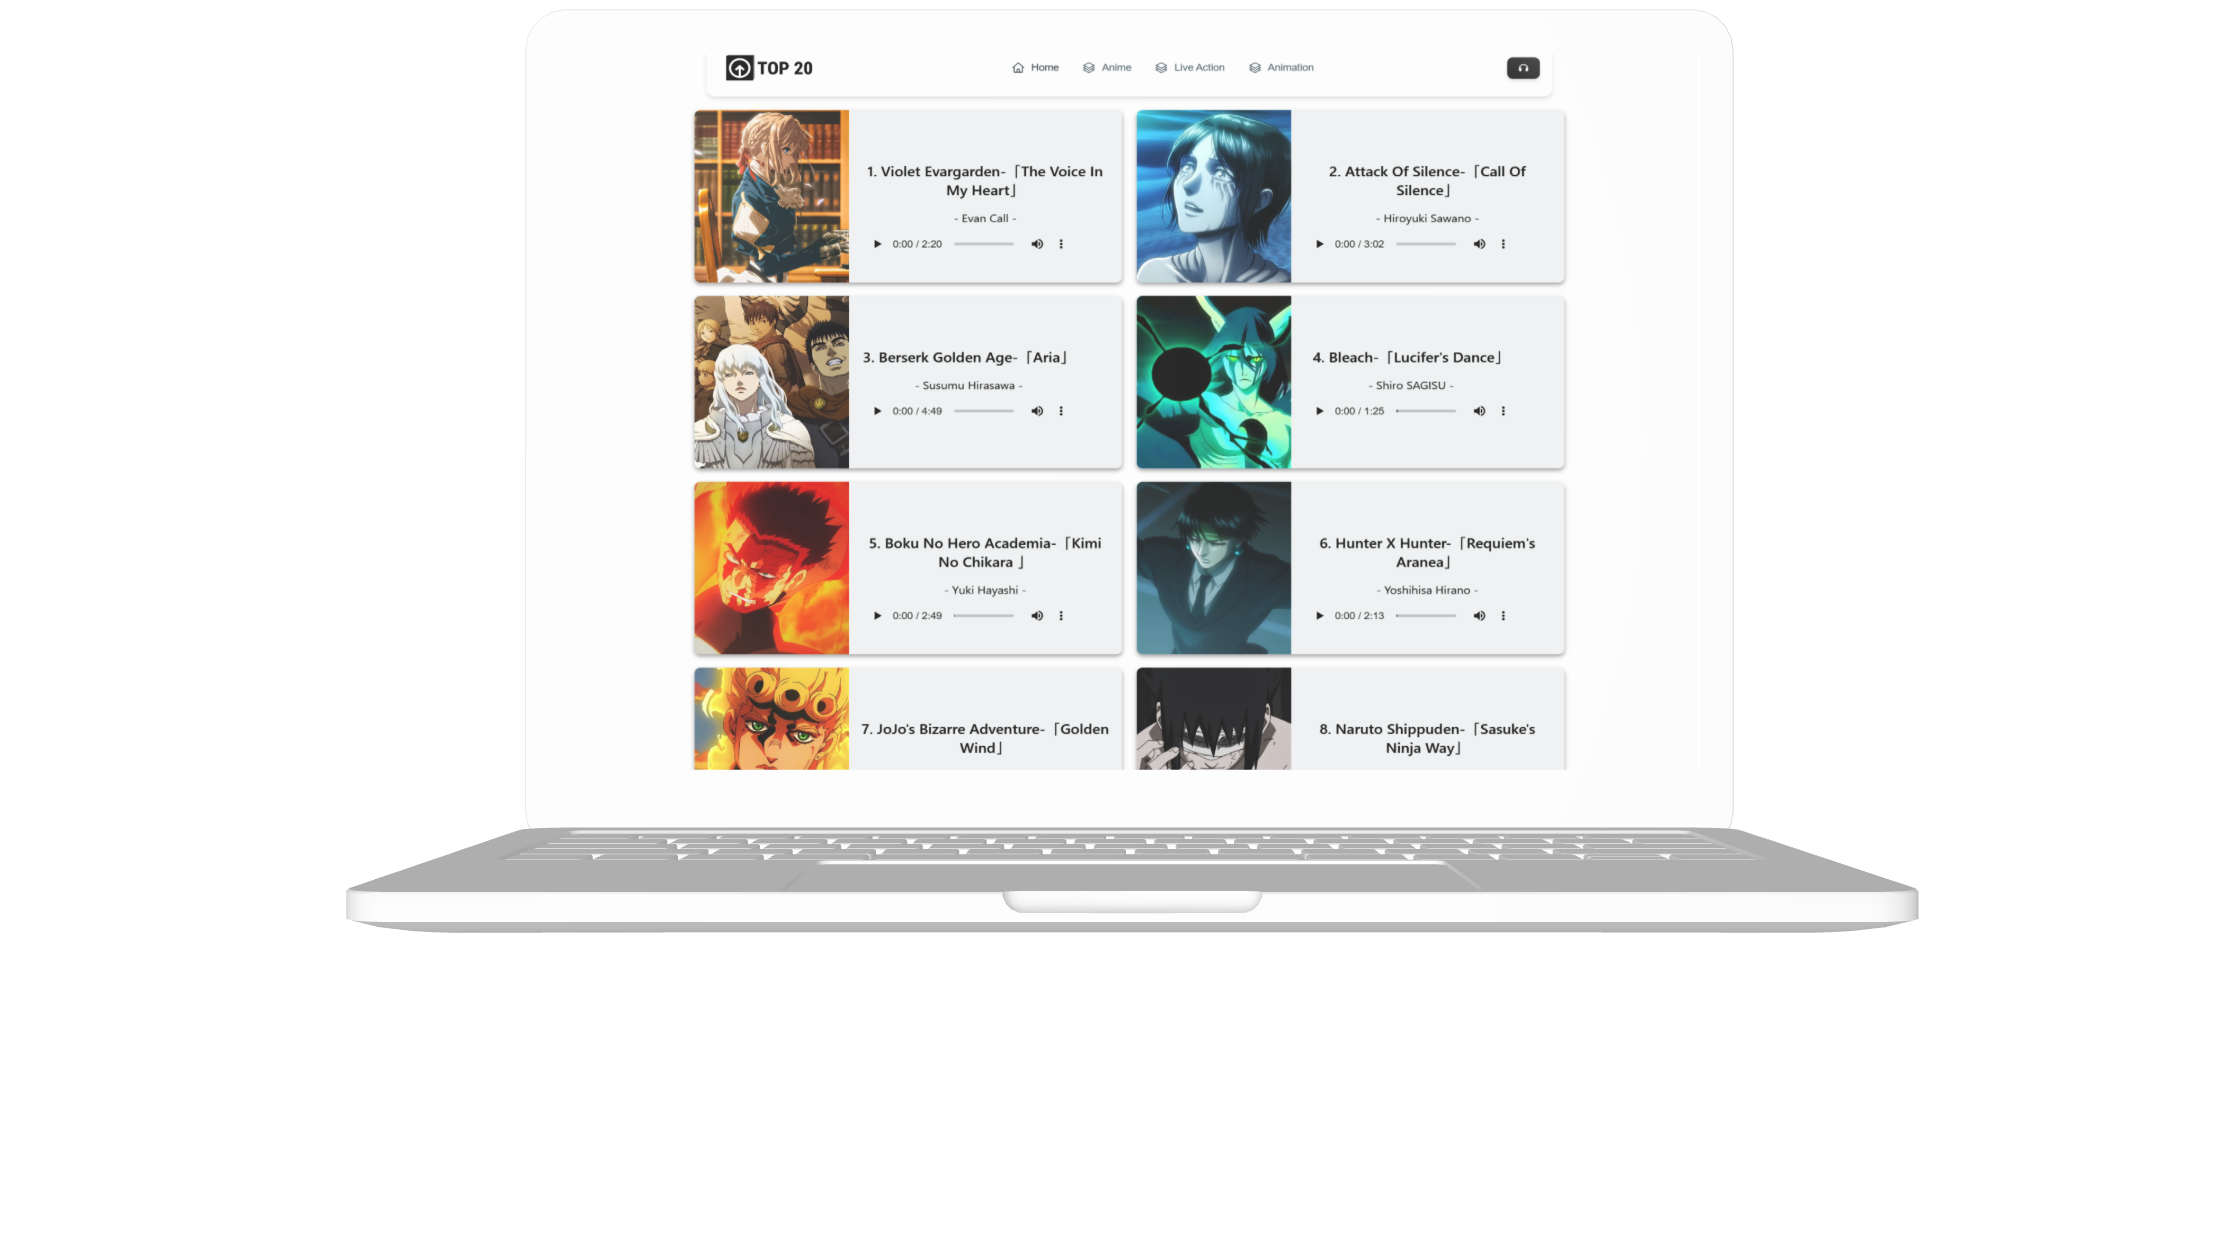 TOP 20
Home Anime Live Action Animation
1. Violet Evargarden-「The Voice In
My Heart」
- Evan Call -
0:00 / 2:20
2. Attack Of Silence-「Call Of
Silence」
- Hiroyuki Sawano -
0:00 / 3:02
3. Berserk Golden Age-「Aria」
- Susumu Hirasawa -
0:00 / 4:49
4. Bleach-「Lucifer's Dance」
- Shiro SAGISU -
0:00 / 1:25
5. Boku No Hero Academia-「Kimi
No Chikara 」
- Yuki Hayashi -
0:00 / 2:49
6. Hunter X Hunter-「Requiem's
Aranea」
- Yoshihisa Hirano -
0:00 / 2:13
7. JoJo's Bizarre Adventure-「Golden
Wind」
8. Naruto Shippuden-「Sasuke's
Ninja Way」